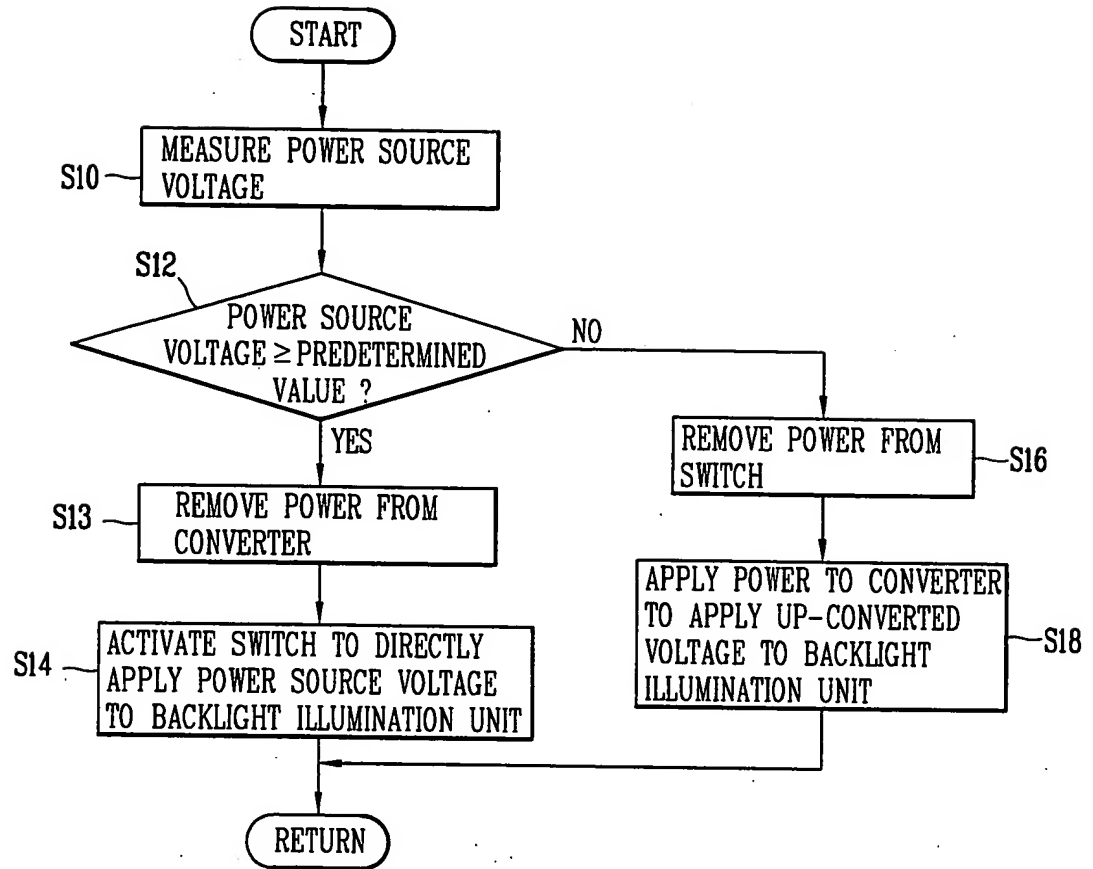 START
MEASURE POWER SOURCE
VOLTAGE
S10
S12
POWER SOURCE
VOLTAGE ≥ PREDETERMINED
VALUE ?
NO
YES
REMOVE POWER FROM
SWITCH
S16
S13
REMOVE POWER FROM
CONVERTER
APPLY POWER TO CONVERTER
TO APPLY UP-CONVERTED
VOLTAGE TO BACKLIGHT
ILLUMINATION UNIT
S18
S14
ACTIVATE SWITCH TO DIRECTLY
APPLY POWER SOURCE VOLTAGE
TO BACKLIGHT ILLUMINATION UNIT
RETURN